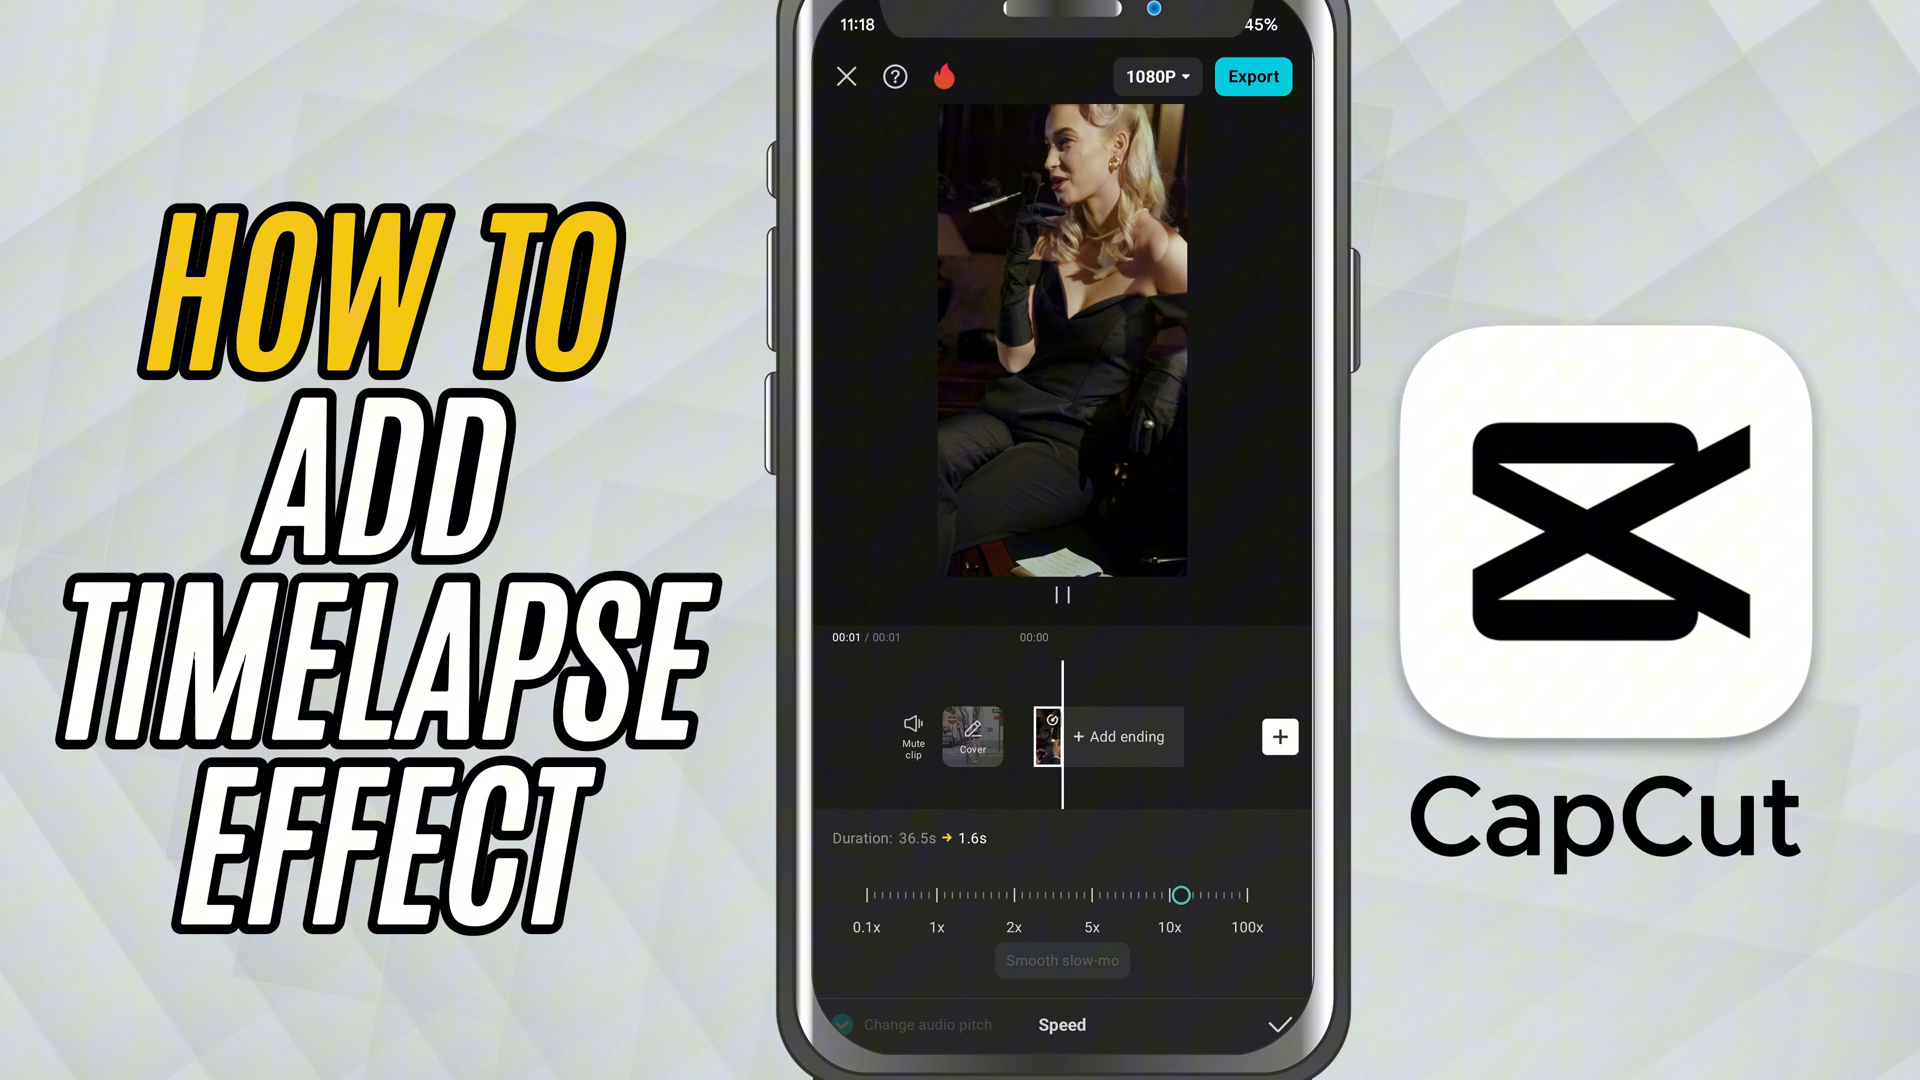 HOW TO
ADD
TIMELAPSE
EFFECT
11:18
45%
1080P
Export
00:01 / 00:01
00:00
Mute
clip
Cover
+ Add ending
Duration: 36.5s → 1.6s
0.1x 1x 2x 5x 10x 100x
Smooth slow-mo
Change audio pitch
Speed
CapCut